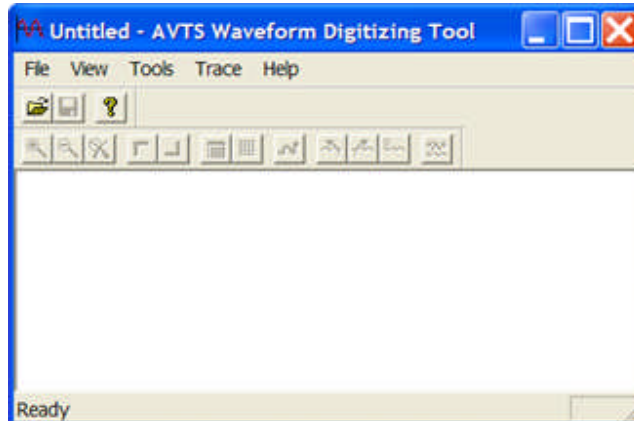 Untitled - AVTS Waveform Digitizing Tool
File View Tools Trace Help
Ready